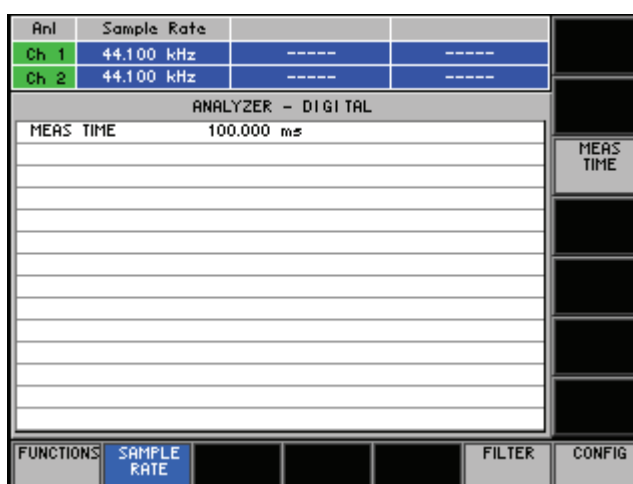 Anl Sample Rate
Ch 1 44.100 kHz ----- -----
Ch 2 44.100 kHz ----- -----
ANALYZER - DIGITAL
MEAS TIME 100.000 ms
MEAS
TIME
FUNCTIONS SAMPLE RATE FILTER CONFIG